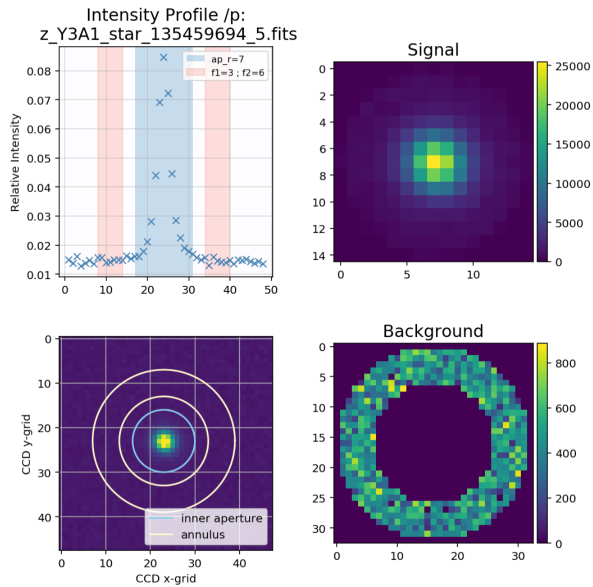 Intensity Profile /p:
z_Y3A1_star_135459694_5.fits
ap_r=7
f1=3 ; f2=6
Relative Intensity
0.08
0.07
0.06
0.05
0.04
0.03
0.02
0.01
0 10 20 30 40 50
Signal
0
2
4
6
8
10
12
14
0 5 10
25000
20000
15000
10000
5000
0
CCD y-grid
0
10
20
30
40
inner aperture
annulus
0 10 20 30 40
CCD x-grid
Background
0
5
10
15
20
25
30
0 10 20 30
800
600
400
200
0